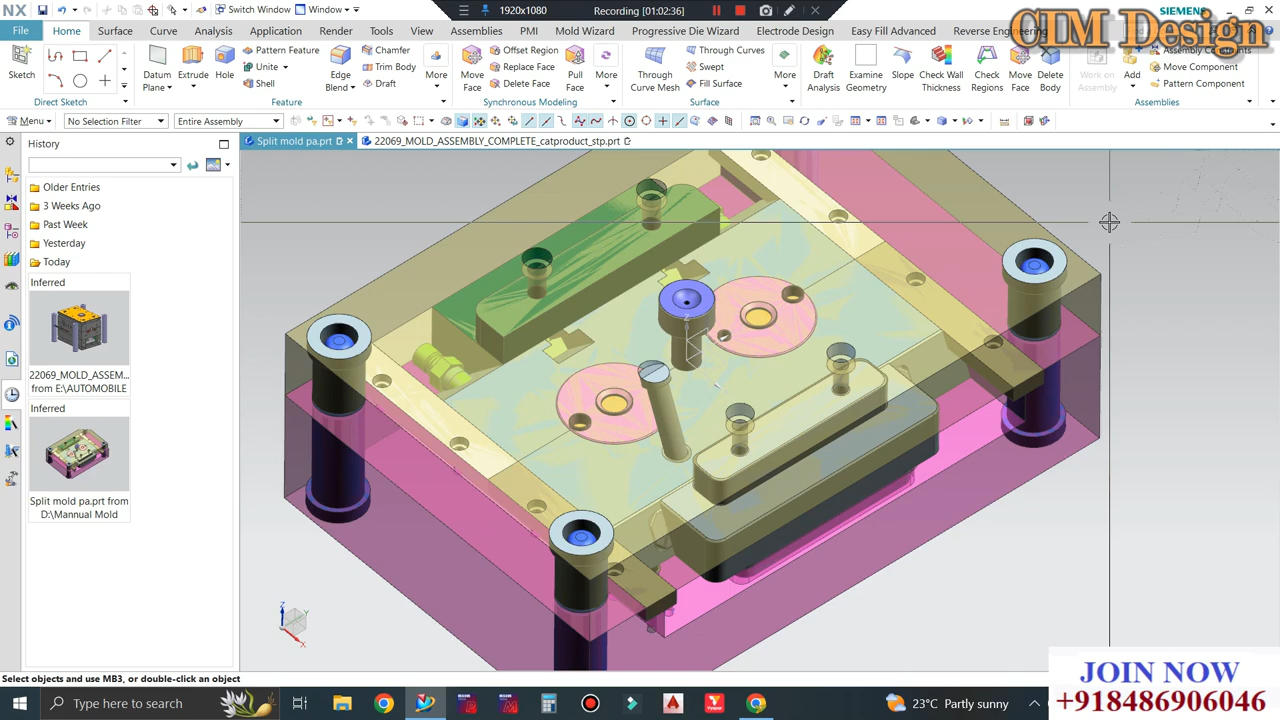 NX
Switch Window
Window
1920x1080
Recording [01:02:36]
SIEMENS
CIM Design
File
Home
Surface
Curve
Analysis
Application
Render
Tools
View
Assemblies
PMI
Mold Wizard
Progressive Die Wizard
Electrode Design
Easy Fill Advanced
Reverse Engineering
Sketch
Direct Sketch
Datum Plane
Extrude
Hole
Pattern Feature
Unite
Shell
Edge Blend
Chamfer
Trim Body
Draft
More
Feature
Move Face
Offset Region
Replace Face
Delete Face
Pull Face
More
Synchronous Modeling
Through Curve Mesh
Through Curves
Swept
Fill Surface
More
Surface
Draft Analysis
Examine Geometry
Slope
Check Wall Thickness
Check Regions
Move Face
Delete Body
Work on Assembly
Add
Assembly Constraints
Move Component
Pattern Component
Assemblies
Menu
No Selection Filter
Entire Assembly
History
Split mold pa.prt
22069_MOLD_ASSEMBLY_COMPLETE_catproduct_stp.prt
Older Entries
3 Weeks Ago
Past Week
Yesterday
Today
Inferred
22069_MOLD_ASSEM...
from E:\AUTOMOBILE
Inferred
Split mold pa.prt from
D:\Mannual Mold
Z
Y
X
Select objects and use MB3, or double-click an object
Type here to search
23°C Partly sunny
JOIN NOW
+918486906046